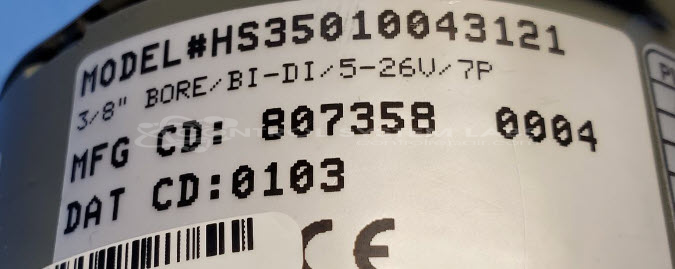 MODEL#HS35010043121
3/8" BORE/BI-DI/5-26V/7P
MFG CD: 807358 0004
DAT CD:0103
CE